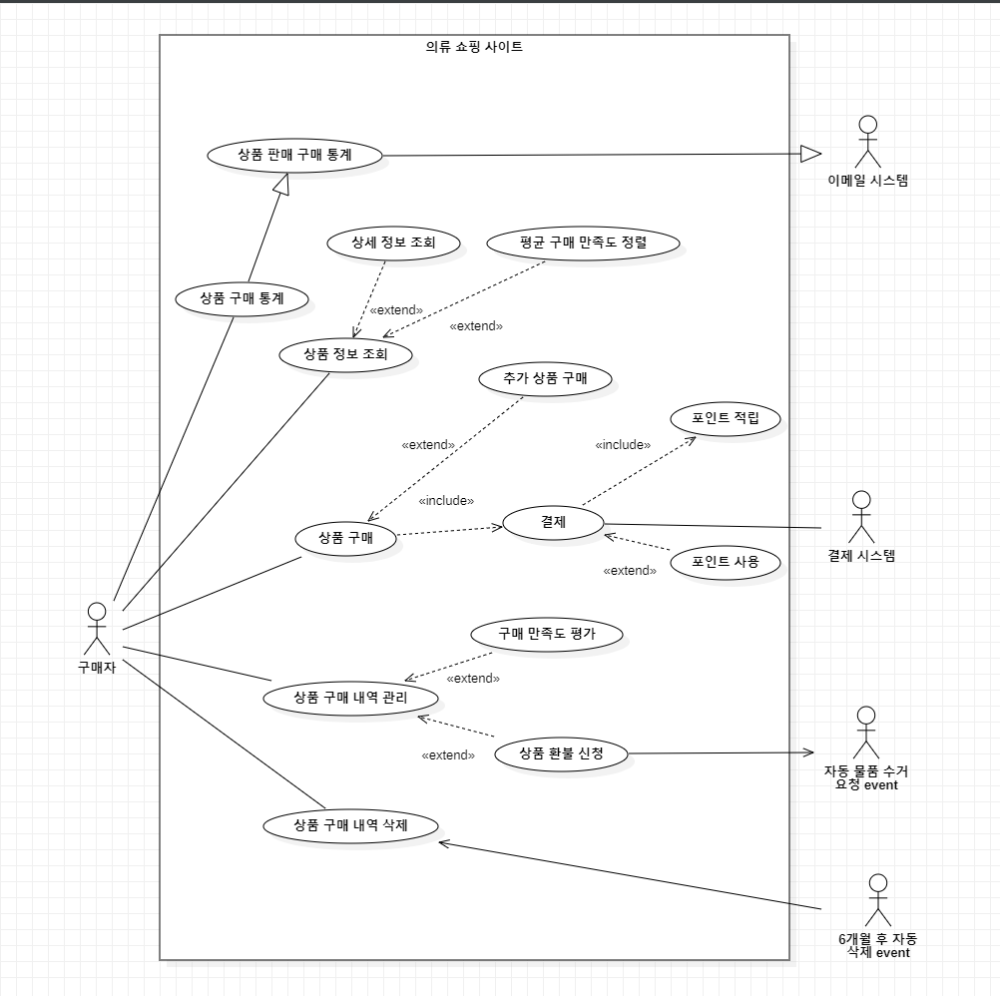 의류 쇼핑 사이트
상품 판매 구매 통계
이메일 시스템
상세 정보 조회
평균 구매 만족도 정렬
상품 구매 통계
«extend»
«extend»
상품 정보 조회
추가 상품 구매
포인트 적립
«extend»
«include»
«include»
결제
상품 구매
결제 시스템
포인트 사용
«extend»
구매자
구매 만족도 평가
«extend»
상품 구매 내역 관리
상품 환불 신청
«extend»
자동 물품 수거
요청 event
상품 구매 내역 삭제
6개월 후 자동
삭제 event